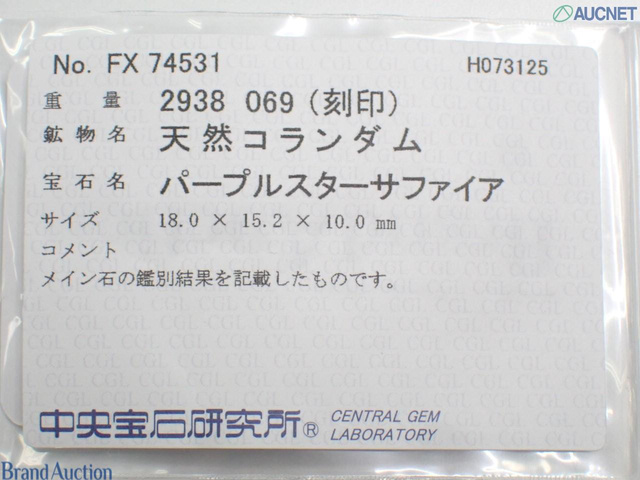 AUCNET
No. FX 74531 H073125
重量 2938 069 (刻印)
鉱物名 天然コランダム
宝石名 パープルスターサファイア
サイズ 18.0 × 15.2 × 10.0 mm
コメント
メイン石の鑑別結果を記載したものです。
中央宝石研究所® CENTRAL GEM
LABORATORY
Brand Auction